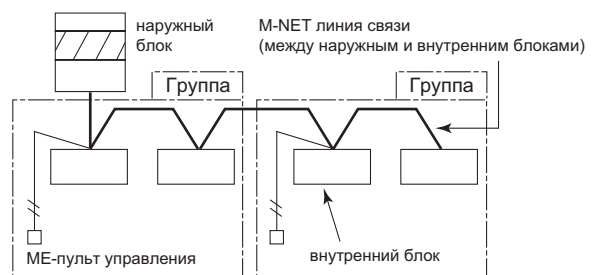 наружный
блок
M-NET линия связи
(между наружным и внутренним блоками)
Группа
Группа
МЕ-пульт управления
внутренний блок